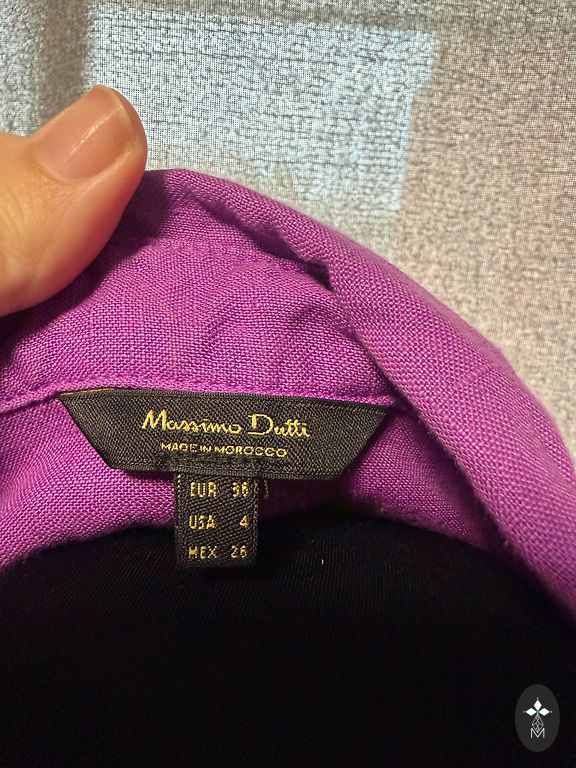 Massimo Dutti
MADE IN MOROCCO
EUR 36
USA 4
MEX 26
M